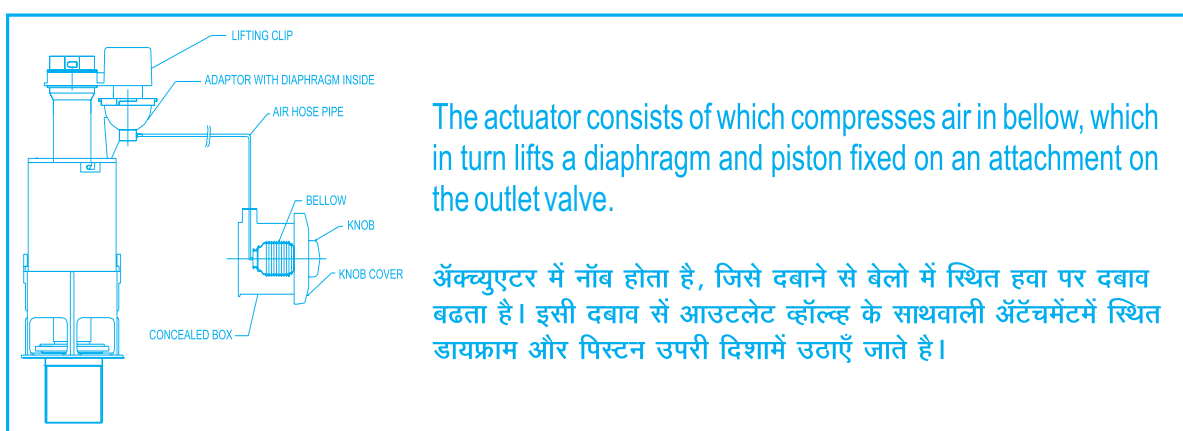 LIFTING CLIP
ADAPTOR WITH DIAPHRAGM INSIDE
AIR HOSE PIPE
BELLOW
KNOB
KNOB COVER
CONCEALED BOX
The actuator consists of which compresses air in bellow, which
in turn lifts a diaphragm and piston fixed on an attachment on
the outlet valve.
ॲक्च्युएटर में नॉब होता है, जिसे दबाने से बेलो में स्थित हवा पर दबाव
बढता है। इसी दबाव सें आउटलेट व्हॉल्व्ह के साथवाली ॲटॅचमेंटमें स्थित
डायफ्राम और पिस्टन उपरी दिशामें उठाएँ जाते है।